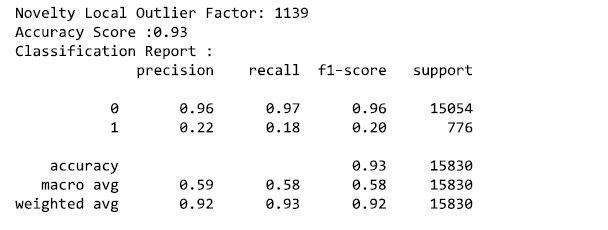 Novelty Local Outlier Factor: 1139
Accuracy Score :0.93
Classification Report :
precision recall f1-score support
0 0.96 0.97 0.96 15054
1 0.22 0.18 0.20 776
accuracy 0.93 15830
macro avg 0.59 0.58 0.58 15830
weighted avg 0.92 0.93 0.92 15830